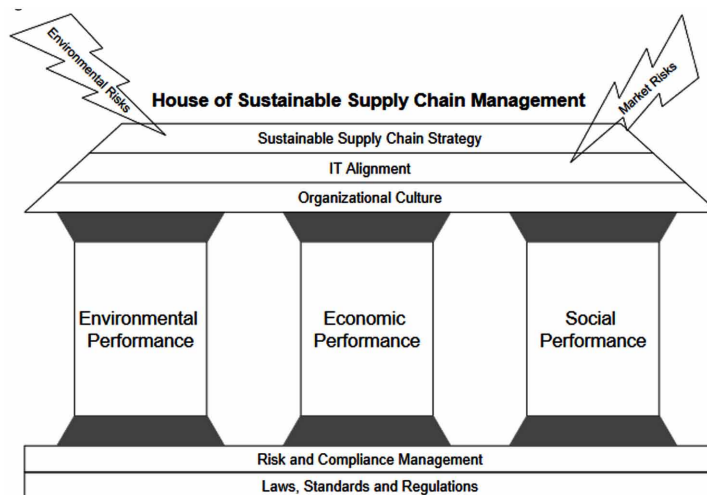 Environmental Risks
Market Risks
House of Sustainable Supply Chain Management
Sustainable Supply Chain Strategy
IT Alignment
Organizational Culture
Environmental
Performance
Economic
Performance
Social
Performance
Risk and Compliance Management
Laws, Standards and Regulations